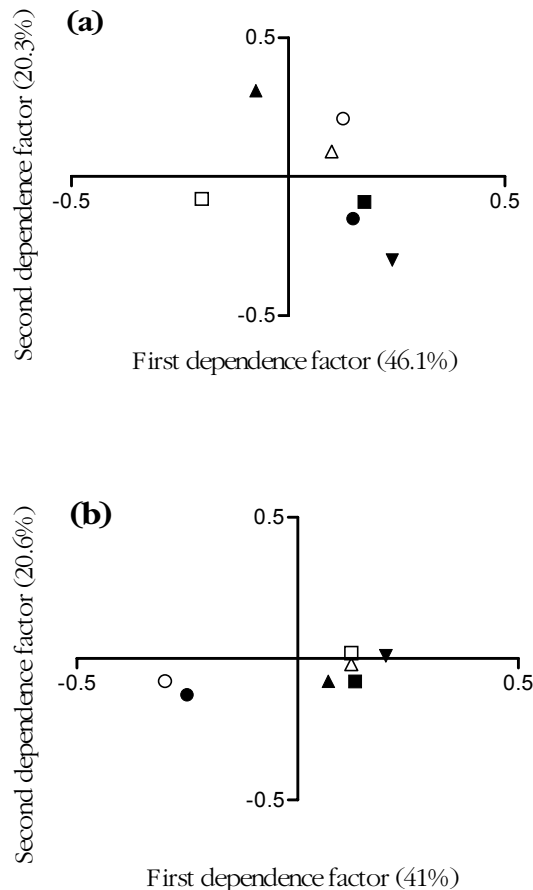 (a)
0.5
Second dependence factor (20.3%)
-0.5
0.5
-0.5
First dependence factor (46.1%)
(b)
0.5
Second dependence factor (20.6%)
-0.5
0.5
-0.5
First dependence factor (41%)